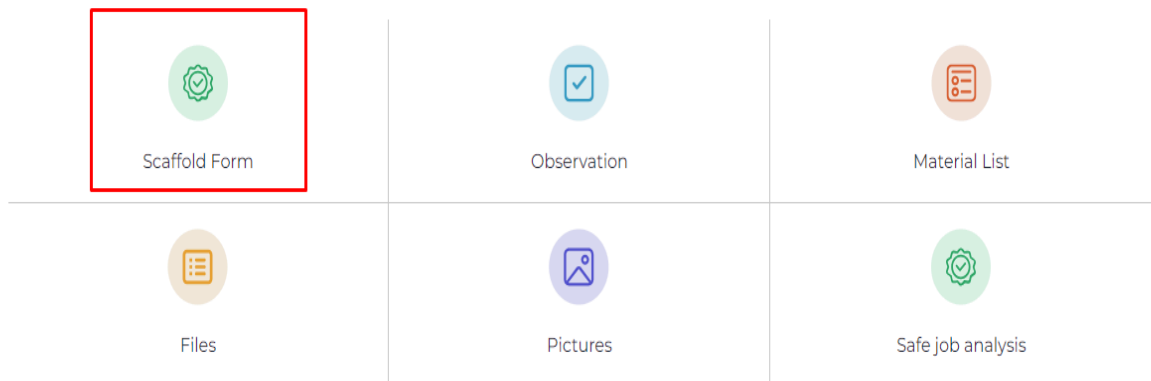 Scaffold Form
Observation
Material List
Files
Pictures
Safe job analysis